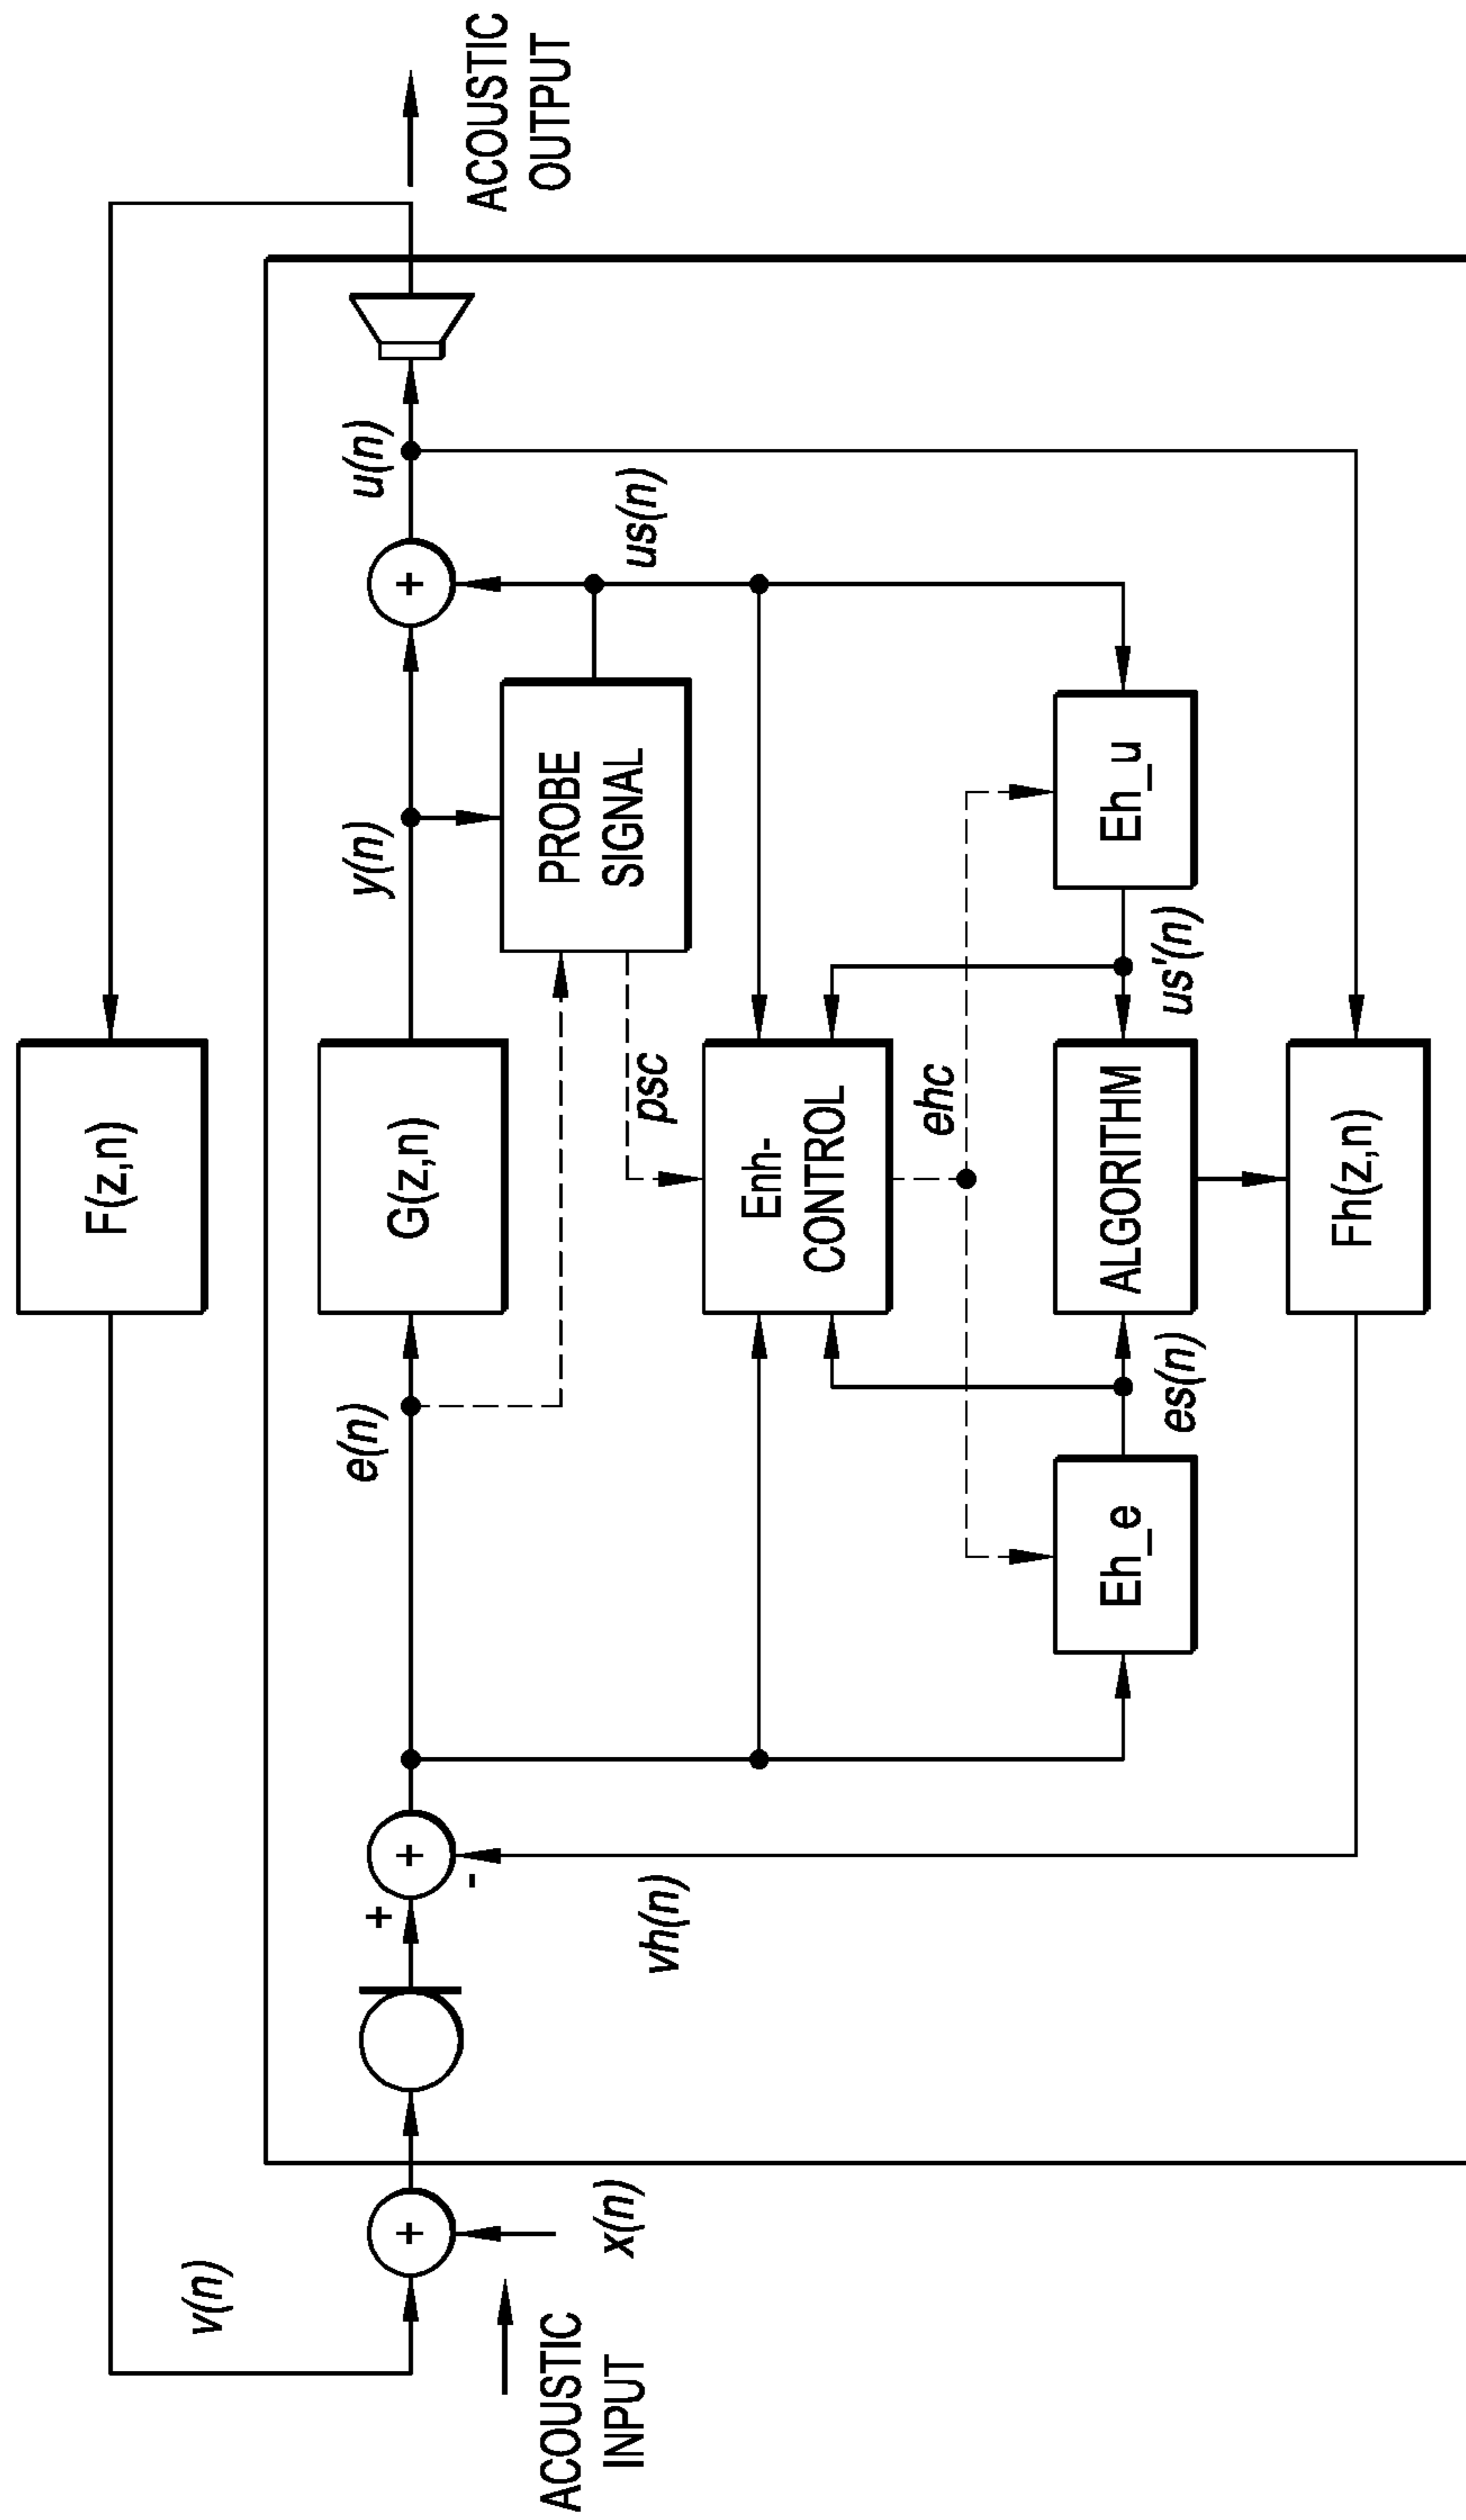 F(z,n)
v(n)
ACOUSTIC
INPUT
x(n)
+
+
-
+
vh(n)
e(n)
G(z,n)
y(n)
+
u(n)
ACOUSTIC
OUTPUT
PROBE
SIGNAL
us(n)
psc
Enh-
CONTROL
ehc
Eh_e
es(n)
ALGORITHM
us'(n)
Eh_u
Fh(z,n)